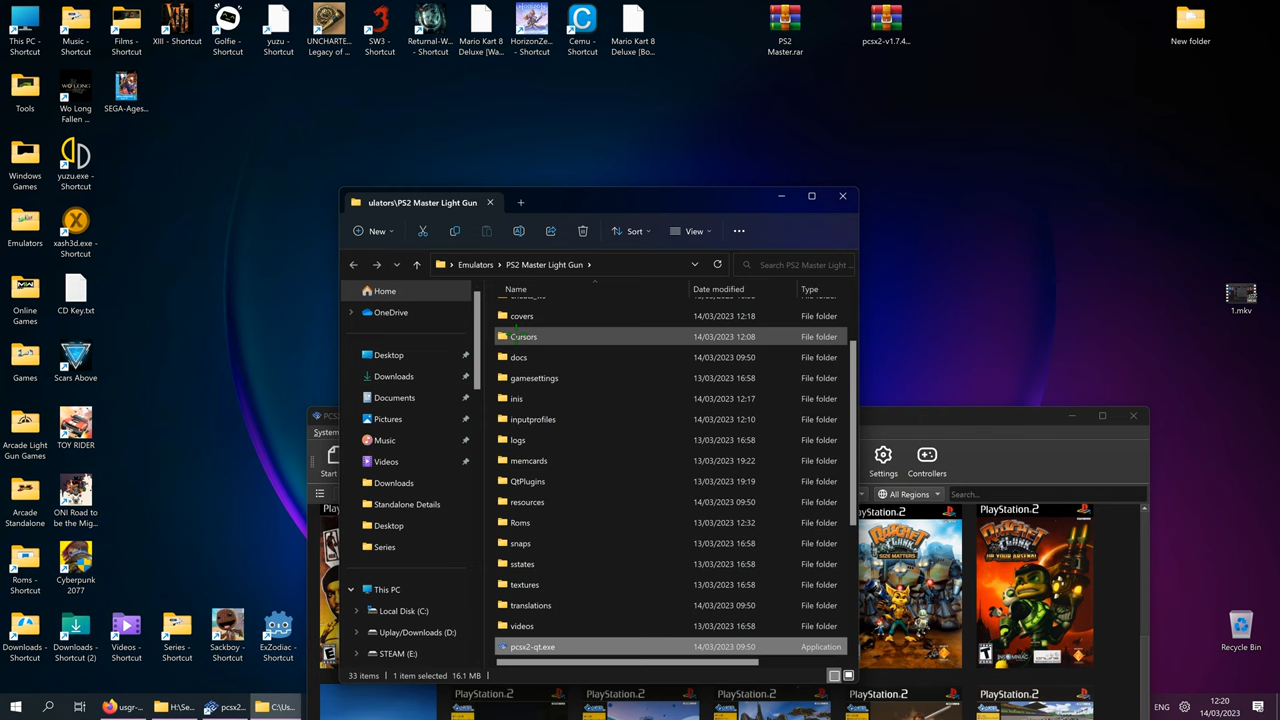 This PC -
Shortcut
Music -
Shortcut
Films -
Shortcut
XIII - Shortcut
Golfie -
Shortcut
yuzu -
Shortcut
UNCHARTE...
Legacy of ...
SW3 -
Shortcut
Returnal-W...
- Shortcut
Mario Kart 8
Deluxe [Wa...
HorizonZe...
- Shortcut
Cemu -
Shortcut
Mario Kart 8
Deluxe [Bo...
PS2
Master.rar
pcsx2-v1.7.4...
New folder
Tools
Wo Long
Fallen ...
SEGA-Ages...
Windows
Games
yuzu.exe -
Shortcut
Emulators
xash3d.exe -
Shortcut
Online
Games
CD Key.txt
Games
Scars Above
Arcade Light
Gun Games
TOY RIDER
Arcade
Standalone
ONI Road to
be the Mig...
Roms -
Shortcut
Cyberpunk
2077
Downloads -
Shortcut
Downloads -
Shortcut (2)
Videos -
Shortcut
Series -
Shortcut
Sackboy -
Shortcut
ExZodiac -
Shortcut
1.mkv
Recycle Bin
ulators\PS2 Master Light Gun
New
Sort
View
Emulators > PS2 Master Light Gun >
Search PS2 Master Light ...
Home
OneDrive
Desktop
Downloads
Documents
Pictures
Music
Videos
Downloads
Standalone Details
Desktop
Series
This PC
Local Disk (C:)
Uplay/Downloads (D:)
STEAM (E:)
Name Date modified Type
covers 14/03/2023 12:18 File folder
Cursors 14/03/2023 12:08 File folder
docs 14/03/2023 09:50 File folder
gamesettings 13/03/2023 16:58 File folder
inis 14/03/2023 12:17 File folder
inputprofiles 14/03/2023 12:10 File folder
logs 13/03/2023 16:58 File folder
memcards 13/03/2023 19:22 File folder
QtPlugins 13/03/2023 19:19 File folder
resources 14/03/2023 09:50 File folder
Roms 13/03/2023 12:32 File folder
snaps 13/03/2023 16:58 File folder
sstates 13/03/2023 16:58 File folder
textures 13/03/2023 16:58 File folder
translations 14/03/2023 09:50 File folder
videos 13/03/2023 16:58 File folder
pcsx2-qt.exe 14/03/2023 09:50 Application
33 items 1 item selected 16.1 MB
PCS
System
Start
Settings
Controllers
All Regions
Search...
PlayStation.2
RATCHET & CLANK
SIZE MATTERS
PlayStation.2
RATCHET & CLANK
UP YOUR ARSENAL
INSOMNIAC
PlayStation.2
PlayStation.2
PlayStation.2
PlayStation.2
PlayStation.2
usgr-...
H:\Se...
pcsx2...
C:\Us...
ENG
12:20
14/03/2023